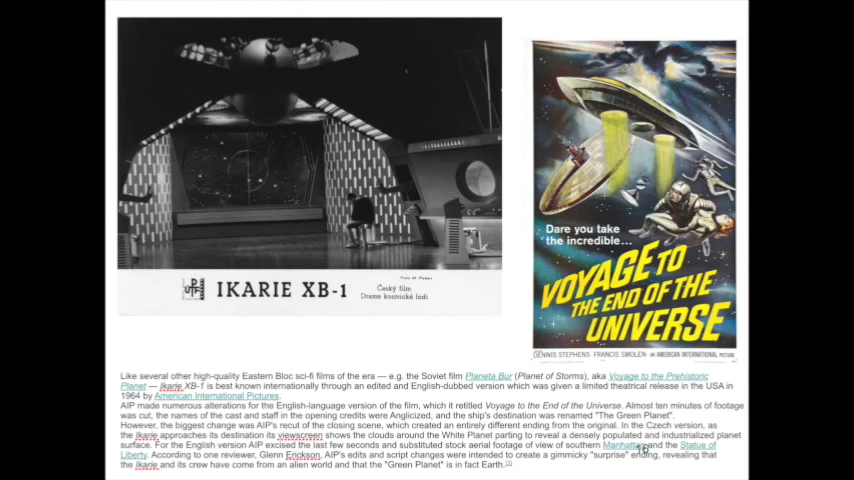 Foto M. Pešan
IKARIE XB-1
Český film
Drama kosmické lodi
Dare you take
the incredible...
VOYAGE TO
THE END OF THE
UNIVERSE
DENNIS STEPHENS FRANCIS SMOLEN AN AMERICAN INTERNATIONAL PICTURE
Like several other high-quality Eastern Bloc sci-fi films of the era — e.g. the Soviet film Planeta Bur (Planet of Storms), aka Voyage to the Prehistoric
Planet — Ikarie XB-1 is best known internationally through an edited and English-dubbed version which was given a limited theatrical release in the USA in
1964 by American International Pictures.
AIP made numerous alterations for the English-language version of the film, which it retitled Voyage to the End of the Universe. Almost ten minutes of footage
was cut, the names of the cast and staff in the opening credits were Anglicized, and the ship's destination was renamed "The Green Planet".
However, the biggest change was AIP's recut of the closing scene, which created an entirely different ending from the original. In the Czech version, as
the Ikarie approaches its destination its viewscreen shows the clouds around the White Planet parting to reveal a densely populated and industrialized planet
surface. For the English version AIP excised the last few seconds and substituted stock aerial footage of view of southern Manhattan and the Statue of
Liberty. According to one reviewer, Glenn Erickson, AIP's edits and script changes were intended to create a gimmicky "surprise" ending, revealing that
the Ikarie and its crew have come from an alien world and that the "Green Planet" is in fact Earth.[3]
16